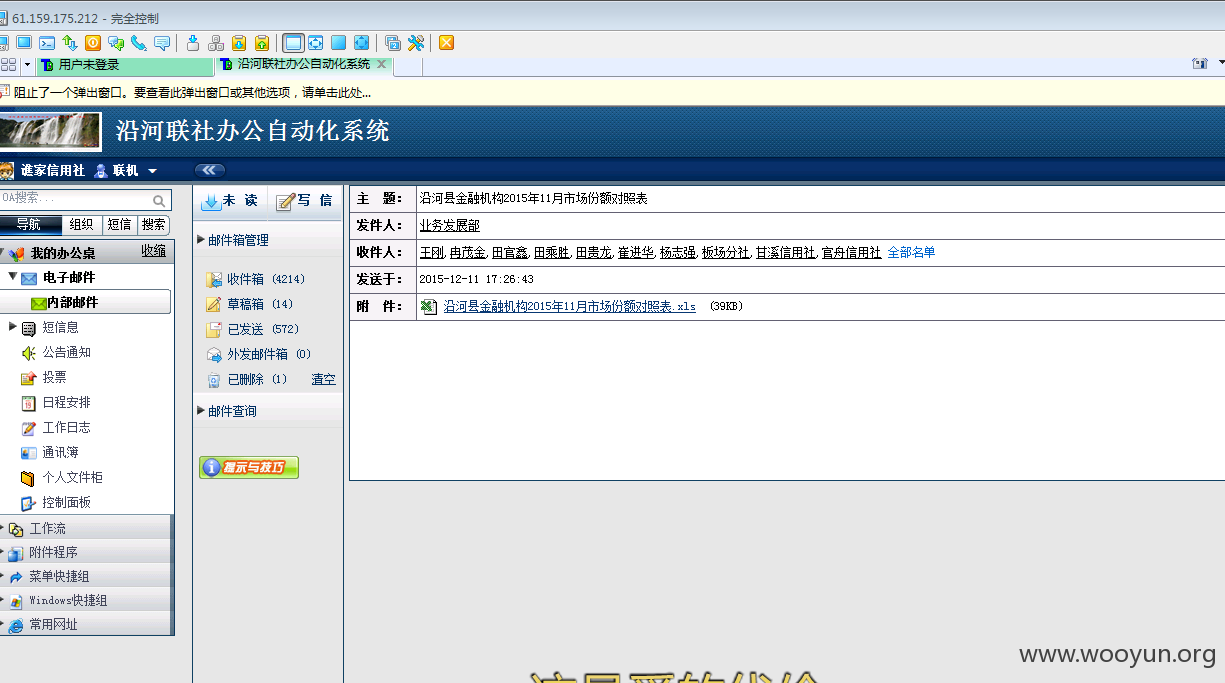 61.159.175.212 - 完全控制
用户未登录
沿河联社办公自动化系统
阻止了一个弹出窗口。要查看此弹出窗口或其他选项，请单击此处...
沿河联社办公自动化系统
谯家信用社 联机
OA搜索...
导航 组织 短信 搜索
我的办公桌 收缩
电子邮件
内部邮件
短信息
公告通知
投票
日程安排
工作日志
通讯簿
个人文件柜
控制面板
工作流
附件程序
菜单快捷组
Windows快捷组
常用网址
未 读 写 信
邮件箱管理
收件箱 (4214)
草稿箱 (14)
已发送 (572)
外发邮件箱 (0)
已删除 (1) 清空
邮件查询
提示与技巧
主 题： 沿河县金融机构2015年11月市场份额对照表
发件人： 业务发展部
收件人： 王刚, 冉茂金, 田官鑫, 田乘胜, 田贵龙, 崔进华, 杨志强, 板场分社, 甘溪信用社, 官舟信用社 全部名单
发送于： 2015-12-11 17:26:43
附 件： 沿河县金融机构2015年11月市场份额对照表.xls (39KB)
www.wooyun.org